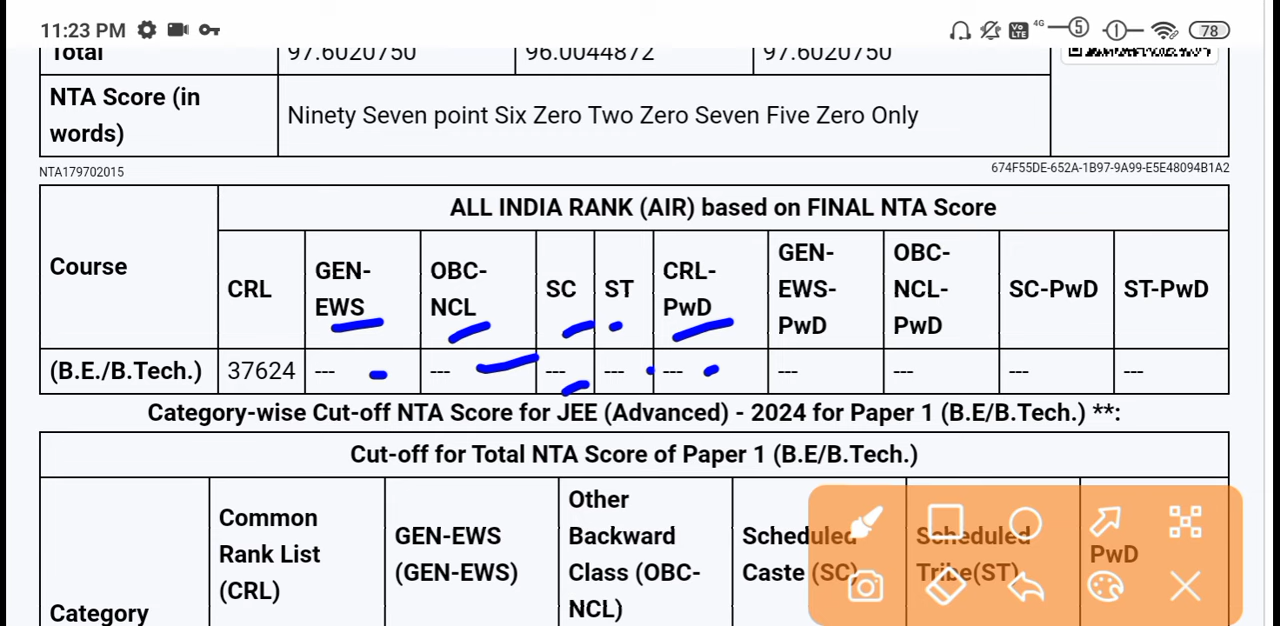 11:23 PM Vo LTE 4G 5 78
Total 97.6020750 96.0044872 97.6020750
NTA Score (in words) Ninety Seven point Six Zero Two Zero Seven Five Zero Only
NTA179702015 674F55DE-652A-1B97-9A99-E5E48094B1A2
ALL INDIA RANK (AIR) based on FINAL NTA Score
Course CRL GEN-EWS OBC-NCL SC ST CRL-PwD GEN-EWS-PwD OBC-NCL-PwD SC-PwD ST-PwD
(B.E./B.Tech.) 37624 --- --- --- --- --- --- --- --- ---
Category-wise Cut-off NTA Score for JEE (Advanced) - 2024 for Paper 1 (B.E/B.Tech.) **:
Cut-off for Total NTA Score of Paper 1 (B.E/B.Tech.)
Category Common Rank List (CRL) GEN-EWS (GEN-EWS) Other Backward Class (OBC-NCL) Scheduled Caste (SC) Scheduled Tribe(ST) PwD